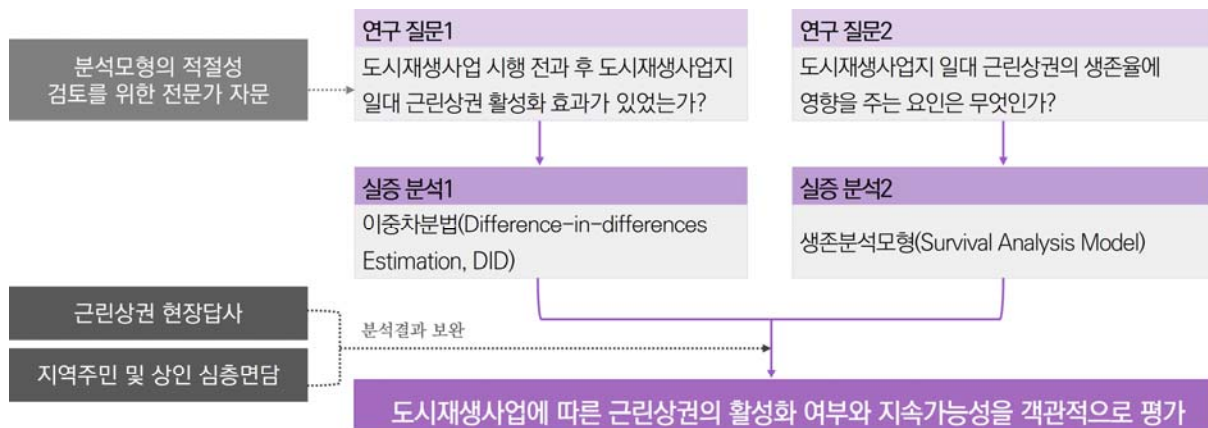 분석모형의 적절성
검토를 위한 전문가 자문
연구 질문1
도시재생사업 시행 전과 후 도시재생사업지
일대 근린상권 활성화 효과가 있었는가?
연구 질문2
도시재생사업지 일대 근린상권의 생존율에
영향을 주는 요인은 무엇인가?
실증 분석1
이중차분법(Difference-in-differences
Estimation, DID)
실증 분석2
생존분석모형(Survival Analysis Model)
근린상권 현장답사
지역주민 및 상인 심층면담
분석결과 보완
도시재생사업에 따른 근린상권의 활성화 여부와 지속가능성을 객관적으로 평가